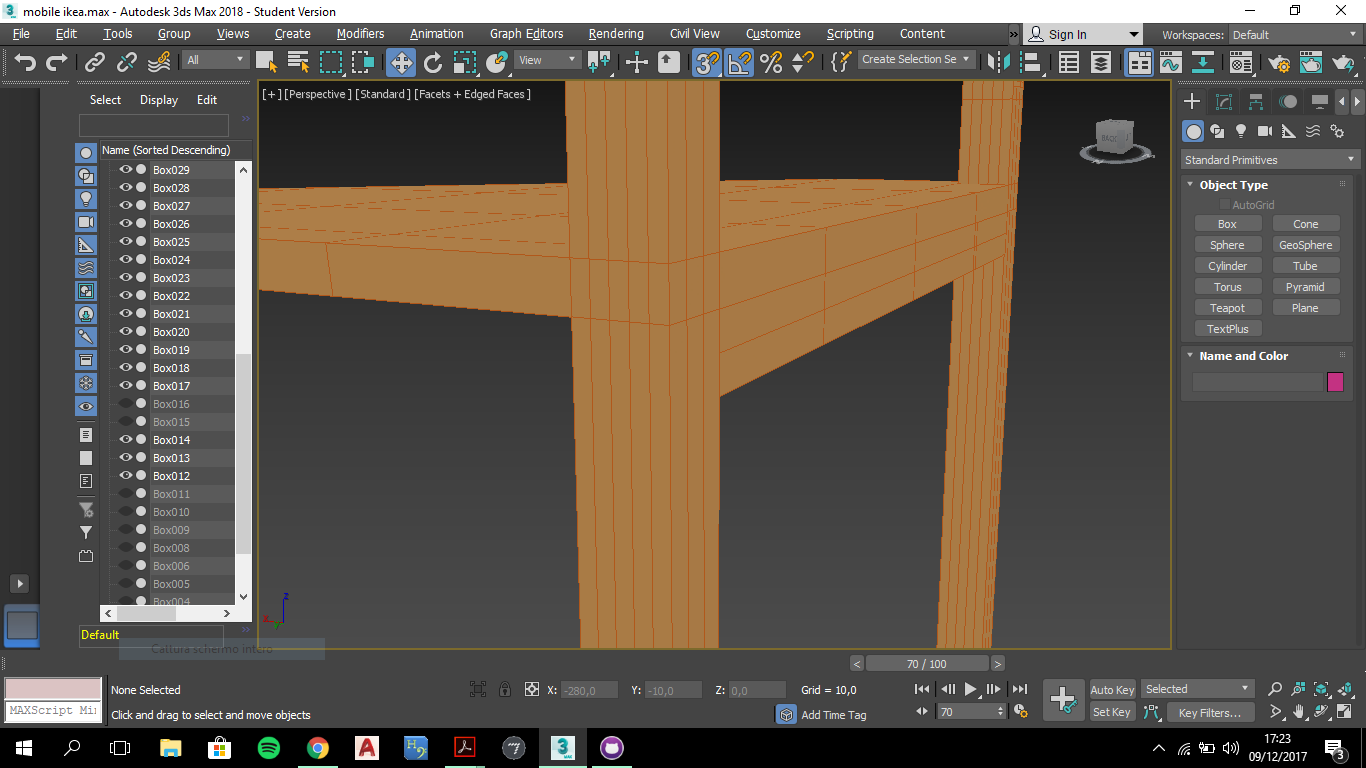 mobile ikea.max - Autodesk 3ds Max 2018 - Student Version
File Edit Tools Group Views Create Modifiers Animation Graph Editors Rendering Civil View Customize Scripting Content » Sign In Workspaces: Default
All View Create Selection Se
Select Display Edit
[+] [Perspective] [Standard] [Facets + Edged Faces]
Name (Sorted Descending)
Box029
Box028
Box027
Box026
Box025
Box024
Box023
Box022
Box021
Box020
Box019
Box018
Box017
Box016
Box015
Box014
Box013
Box012
Box011
Box010
Box009
Box008
Box006
Box005
Box004
Default
Cattura schermo intero
Standard Primitives
Object Type
AutoGrid
Box Cone
Sphere GeoSphere
Cylinder Tube
Torus Pyramid
Teapot Plane
TextPlus
Name and Color
z
x
y
< 70 / 100 >
None Selected
X: -280,0 Y: -10,0 Z: 0,0 Grid = 10,0
Auto Key Selected
MAXScript Mi
Click and drag to select and move objects
Add Time Tag
70
Set Key Key Filters...
17:23
09/12/2017
3